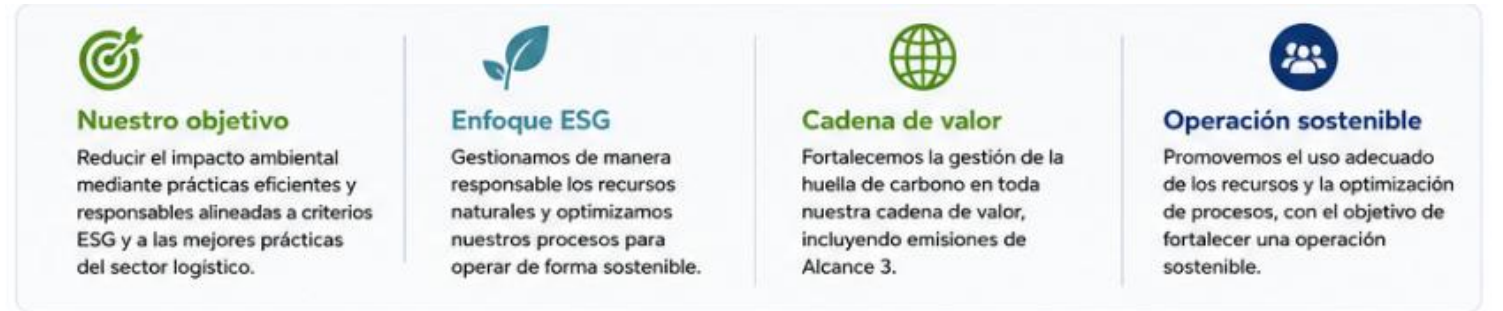 Nuestro objetivo
Reducir el impacto ambiental
mediante prácticas eficientes y
responsables alineadas a criterios
ESG y a las mejores prácticas
del sector logístico.
Enfoque ESG
Gestionamos de manera
responsable los recursos
naturales y optimizamos
nuestros procesos para
operar de forma sostenible.
Cadena de valor
Fortalecemos la gestión de la
huella de carbono en toda
nuestra cadena de valor,
incluyendo emisiones de
Alcance 3.
Operación sostenible
Promovemos el uso adecuado
de los recursos y la optimización
de procesos, con el objetivo de
fortalecer una operación
sostenible.